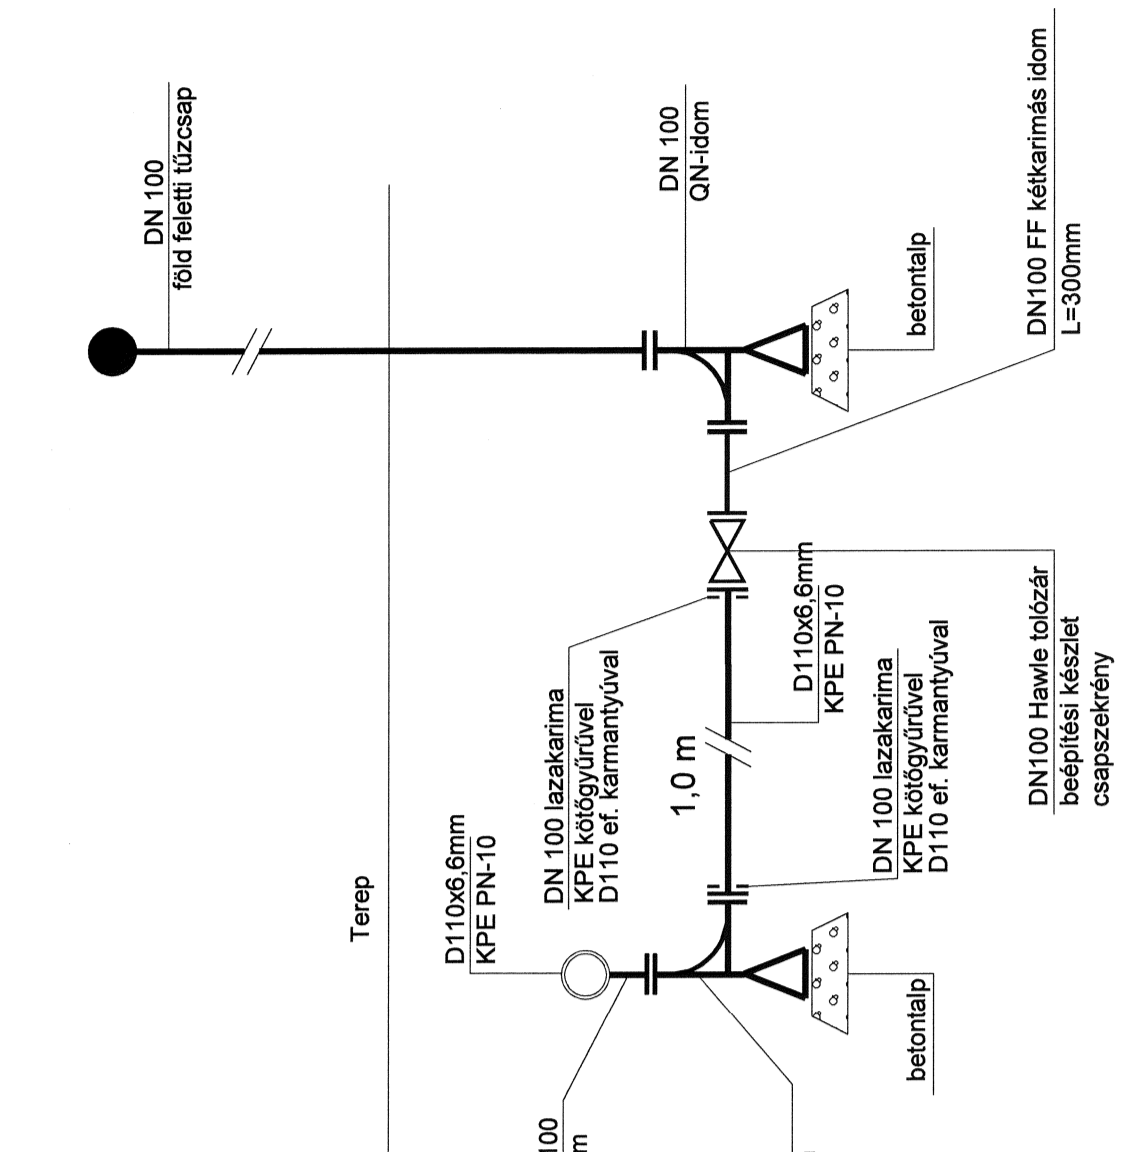 DN 100
föld feletti tűzcsap
DN 100
QN-idom
betontalp
DN100 FF kétkarimás idom
L=300mm
Terep
D110x6,6mm
KPE PN-10
DN 100 lazakarima
KPE kötőgyűrűvel
D110 ef. karmantyúval
1,0 m
D110x6,6mm
KPE PN-10
DN 100 lazakarima
KPE kötőgyűrűvel
D110 ef. karmantyúval
DN100 Hawle tolózár
beépítési készlet
csapszekrény
betontalp
100
m